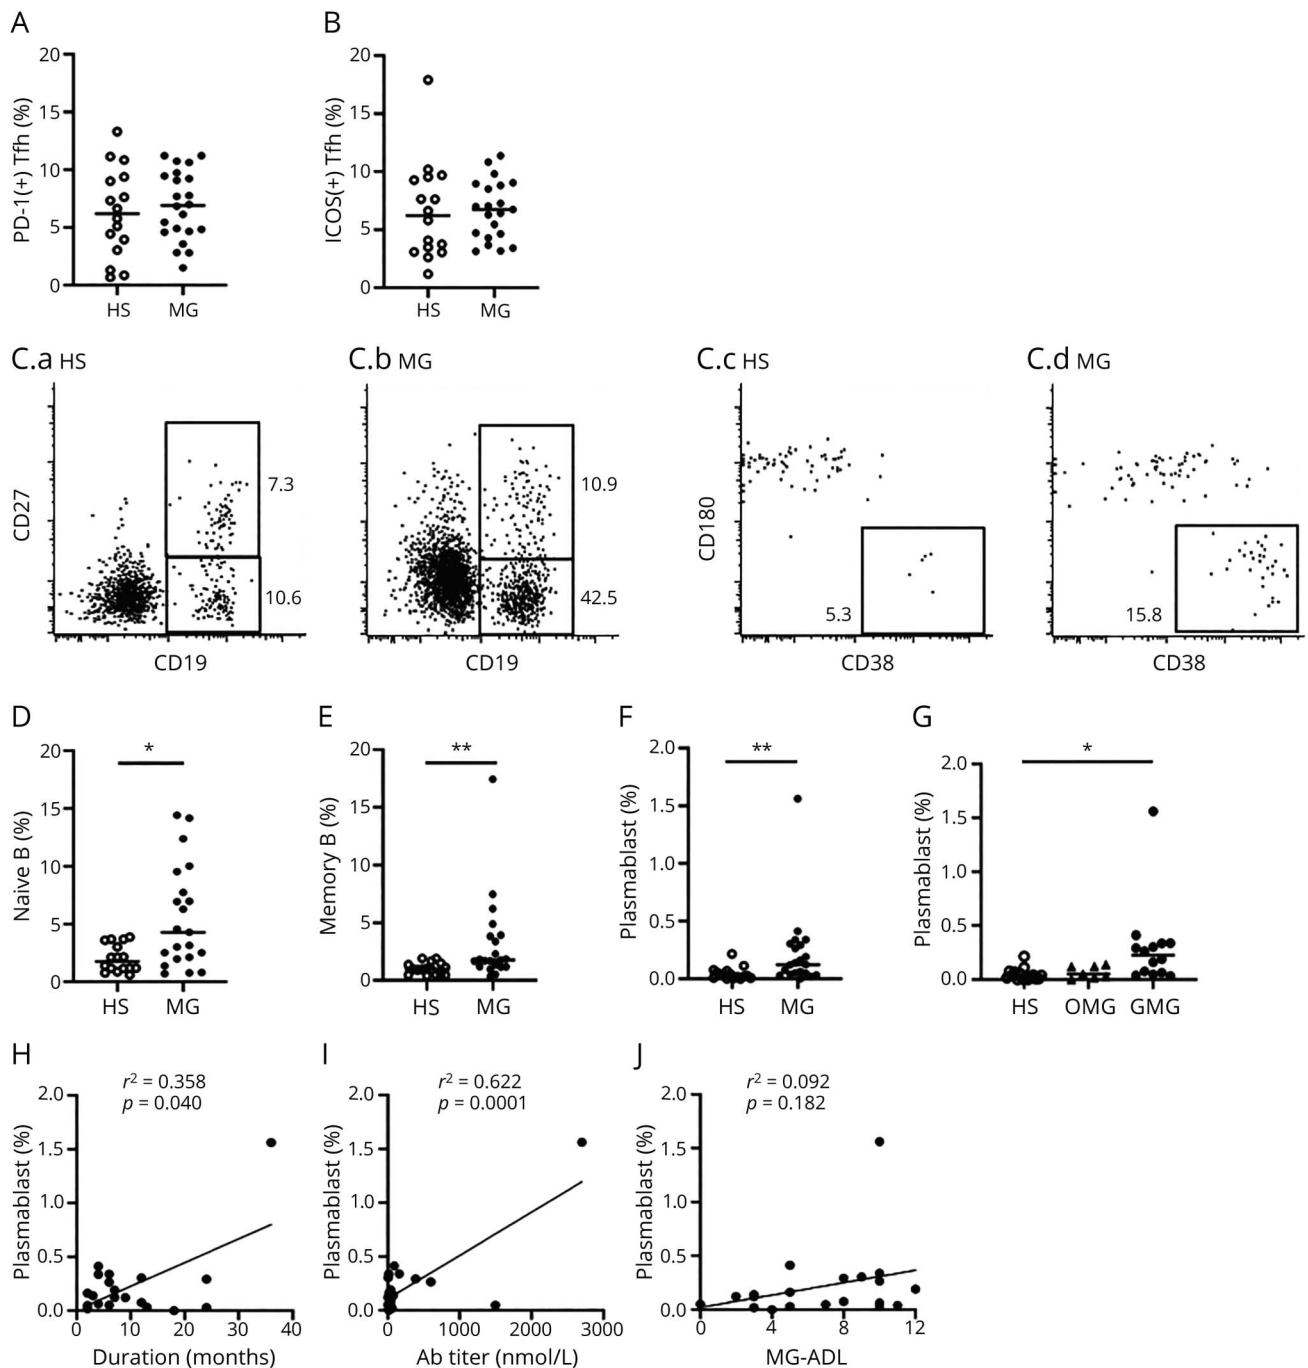 A
PD-1(+) Tfh (%)
20
15
10
5
0
HS MG
B
ICOS(+) Tfh (%)
20
15
10
5
0
HS MG
C.a HS
CD27
7.3
10.6
CD19
C.b MG
10.9
42.5
CD19
C.c HS
CD180
5.3
CD38
C.d MG
15.8
CD38
D
Naive B (%)
20
15
10
5
0
*
HS MG
E
Memory B (%)
20
15
10
5
0
**
HS MG
F
Plasmablast (%)
2.0
1.5
1.0
0.5
0.0
**
HS MG
G
Plasmablast (%)
2.0
1.5
1.0
0.5
0.0
*
HS OMG GMG
H
r² = 0.358
p = 0.040
Plasmablast (%)
2.0
1.5
1.0
0.5
0.0
0 10 20 30 40
Duration (months)
I
r² = 0.622
p = 0.0001
Plasmablast (%)
2.0
1.5
1.0
0.5
0.0
0 1000 2000 3000
Ab titer (nmol/L)
J
r² = 0.092
p = 0.182
Plasmablast (%)
2.0
1.5
1.0
0.5
0.0
0 4 8 12
MG-ADL